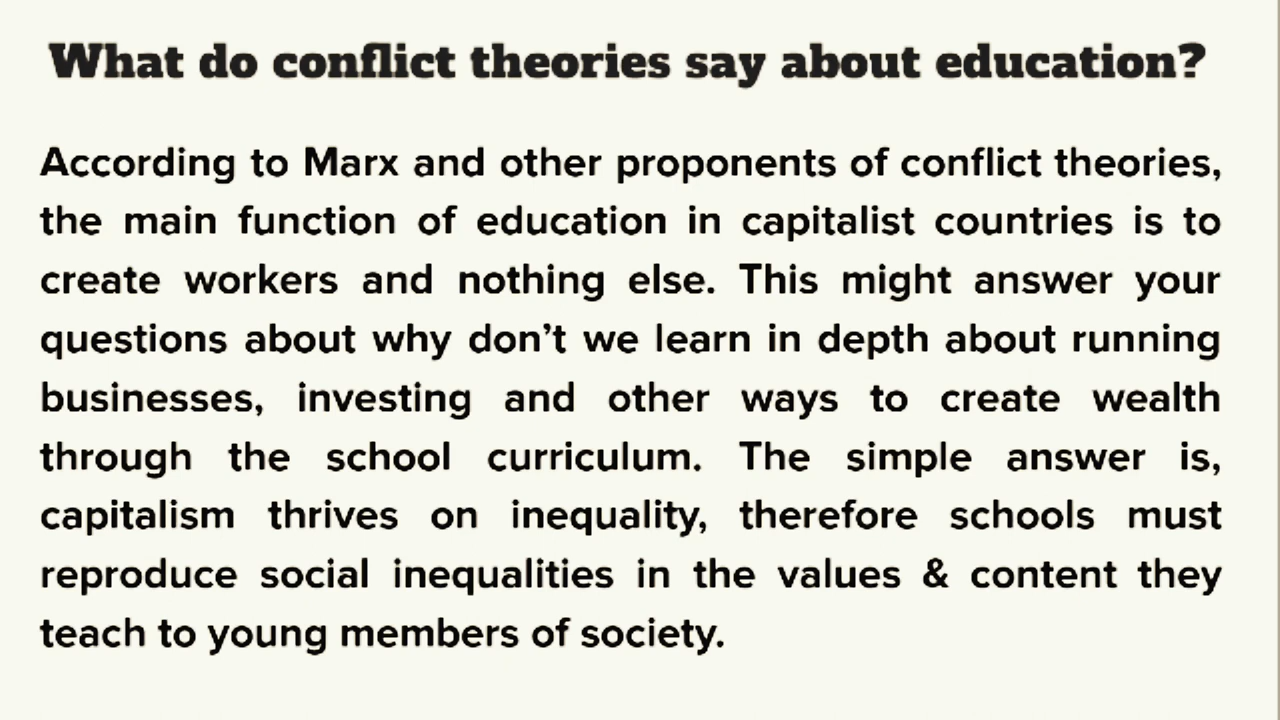 What do conflict theories say about education?
According to Marx and other proponents of conflict theories,
the main function of education in capitalist countries is to
create workers and nothing else. This might answer your
questions about why don’t we learn in depth about running
businesses, investing and other ways to create wealth
through the school curriculum. The simple answer is,
capitalism thrives on inequality, therefore schools must
reproduce social inequalities in the values & content they
teach to young members of society.